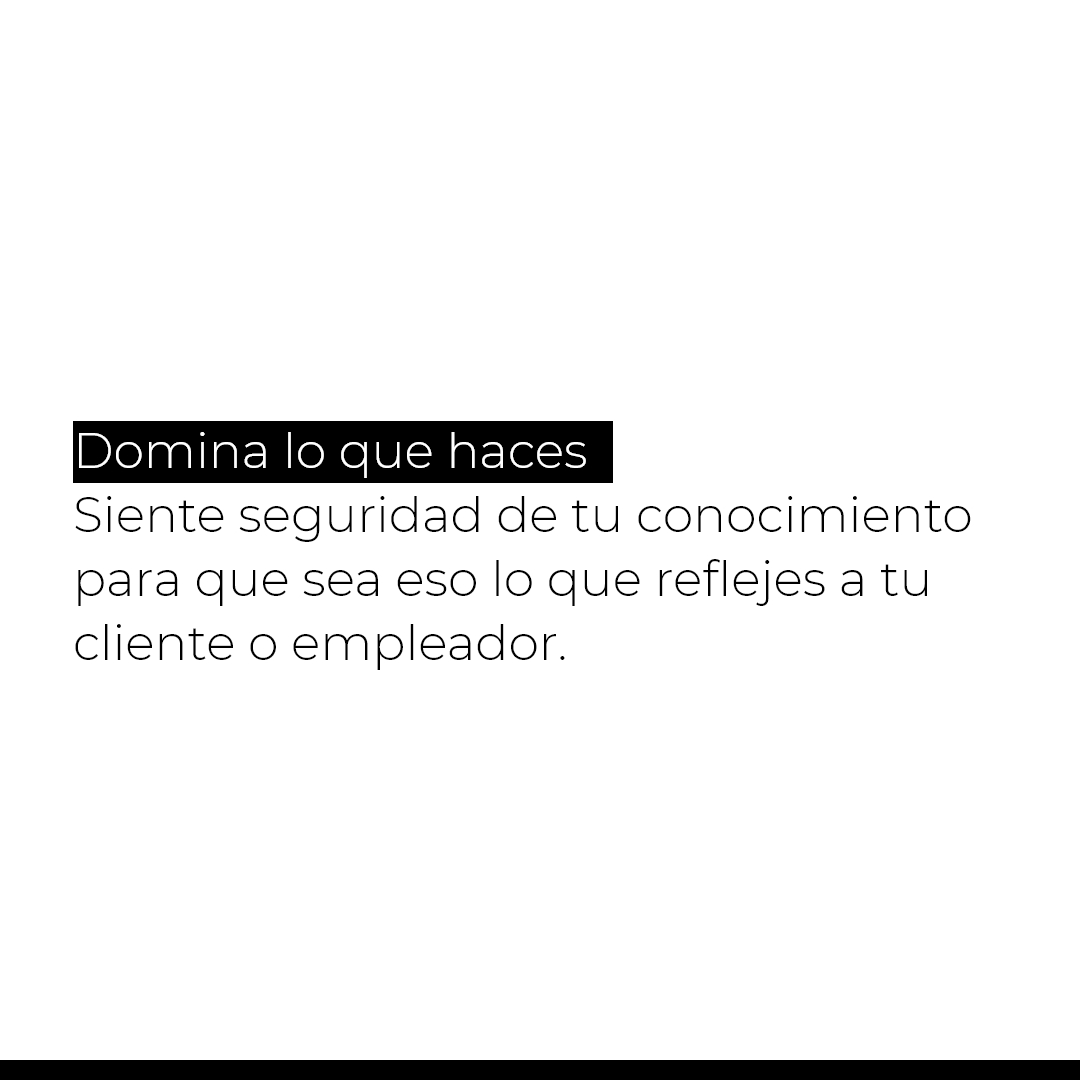 Domina lo que haces
Siente seguridad de tu conocimiento
para que sea eso lo que reflejes a tu
cliente o empleador.